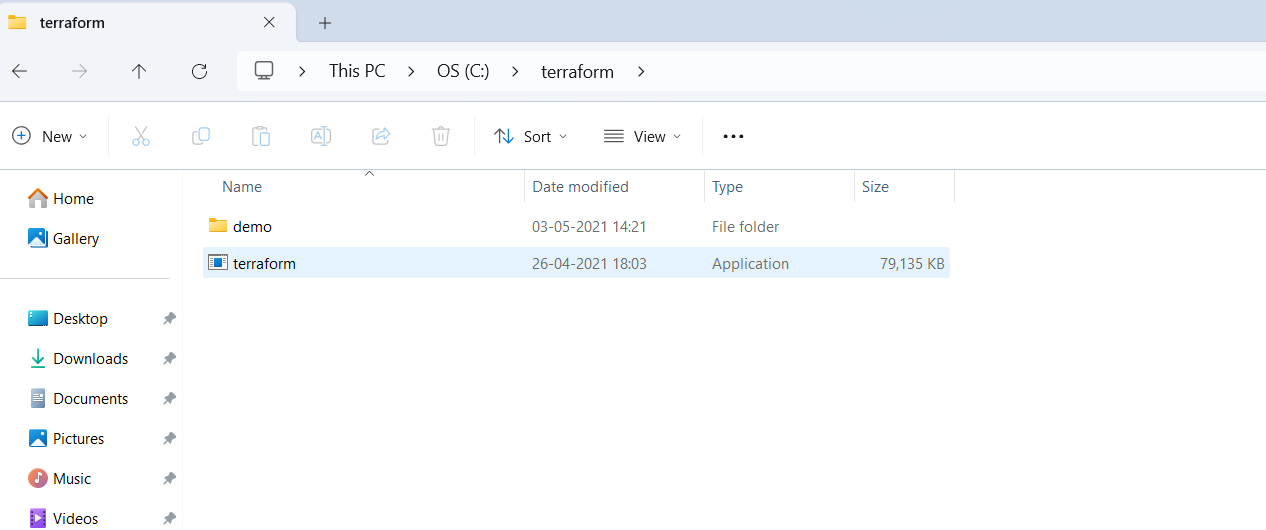 terraform
This PC > OS (C:) > terraform >
New Sort View
Name Date modified Type Size
Home
Gallery
Desktop
Downloads
Documents
Pictures
Music
Videos
demo 03-05-2021 14:21 File folder
terraform 26-04-2021 18:03 Application 79,135 KB